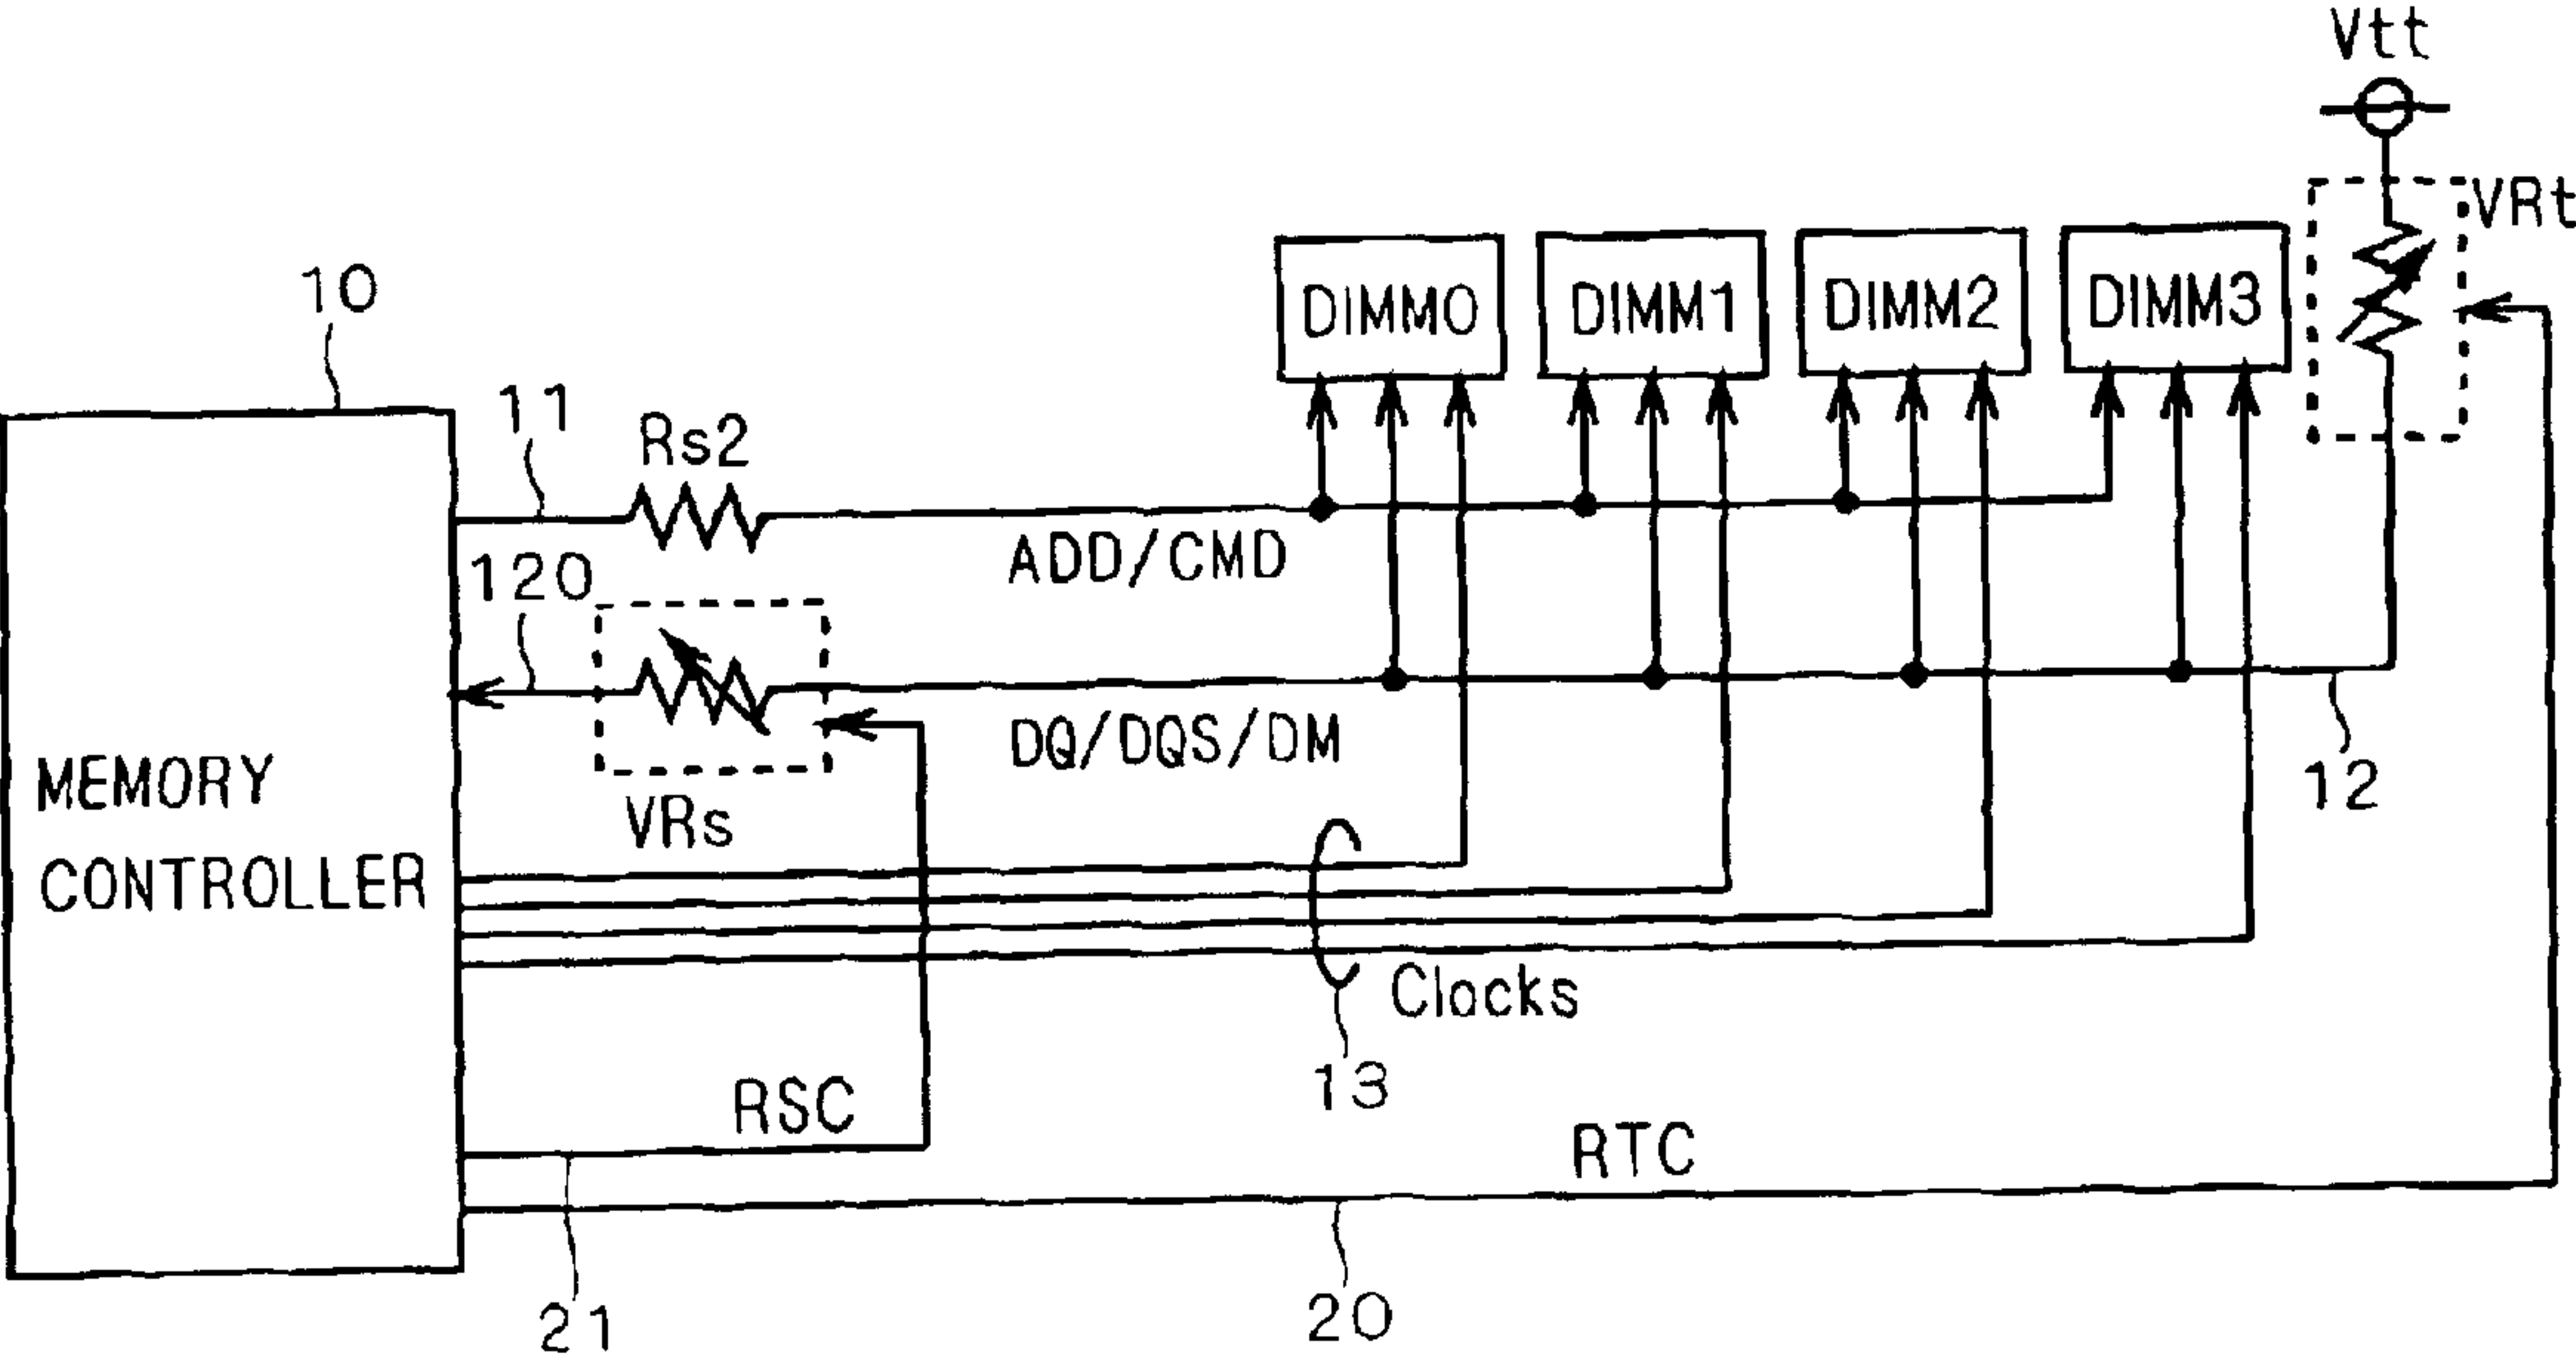 Vtt
VRt
10
DIMM0 DIMM1 DIMM2 DIMM3
11
Rs2
ADD/CMD
120
DQ/DQS/DM
VRs
12
MEMORY
CONTROLLER
Clocks
13
RSC
RTC
21
20